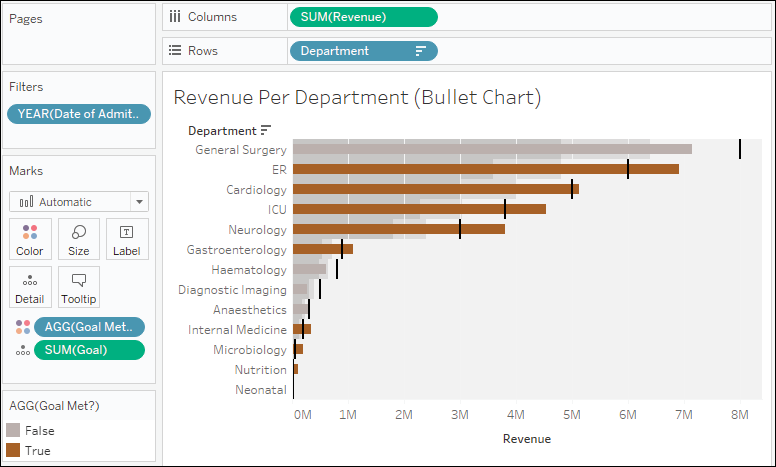 Pages
Columns
SUM(Revenue)
Rows
Department
Filters
YEAR(Date of Admit..
Marks
Automatic
Color
Size
Label
Detail
Tooltip
AGG(Goal Met..
SUM(Goal)
AGG(Goal Met?)
False
True
Revenue Per Department (Bullet Chart)
Department
General Surgery
ER
Cardiology
ICU
Neurology
Gastroenterology
Haematology
Diagnostic Imaging
Anaesthetics
Internal Medicine
Microbiology
Nutrition
Neonatal
0M 1M 2M 3M 4M 5M 6M 7M 8M
Revenue